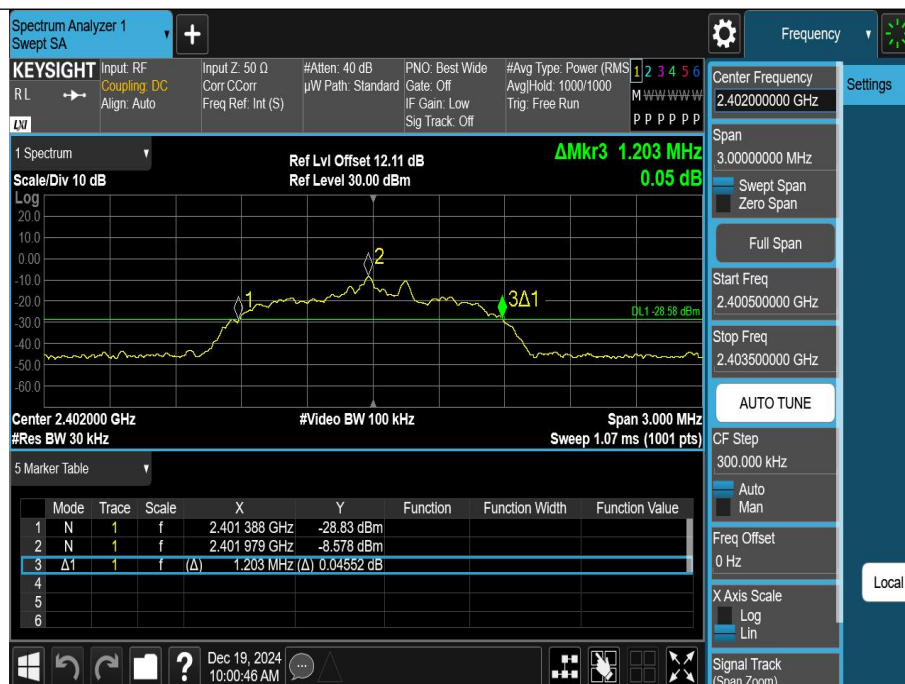 Spectrum Analyzer 1
Swept SA
+
Frequency
KEYSIGHT
R L
LXI
Input: RF
Coupling: DC
Align: Auto
Input Z: 50 Ω
Corr CCorr
Freq Ref: Int (S)
#Atten: 40 dB
µW Path: Standard
PNO: Best Wide
Gate: Off
IF Gain: Low
Sig Track: Off
#Avg Type: Power (RMS
Avg|Hold: 1000/1000
Trig: Free Run
1 2 3 4 5 6
M W W W W W
P P P P P P
1 Spectrum
Scale/Div 10 dB
Ref Lvl Offset 12.11 dB
Ref Level 30.00 dBm
ΔMkr3 1.203 MHz
0.05 dB
Log
20.0
10.0
0.00
-10.0
-20.0
-30.0
-40.0
-50.0
-60.0
1
2
3Δ1
DL1 -28.58 dBm
Center 2.402000 GHz
#Video BW 100 kHz
Span 3.000 MHz
#Res BW 30 kHz
Sweep 1.07 ms (1001 pts)
5 Marker Table
Mode Trace Scale X Y Function Function Width Function Value
1 N 1 f 2.401 388 GHz -28.83 dBm
2 N 1 f 2.401 979 GHz -8.578 dBm
3 Δ1 1 f (Δ) 1.203 MHz (Δ) 0.04552 dB
4
5
6
?
Dec 19, 2024
10:00:46 AM
Center Frequency
2.402000000 GHz
Span
3.00000000 MHz
Swept Span
Zero Span
Full Span
Start Freq
2.400500000 GHz
Stop Freq
2.403500000 GHz
AUTO TUNE
CF Step
300.000 kHz
Auto
Man
Freq Offset
0 Hz
X Axis Scale
Log
Lin
Signal Track
(Span Zoom)
Settings
Local